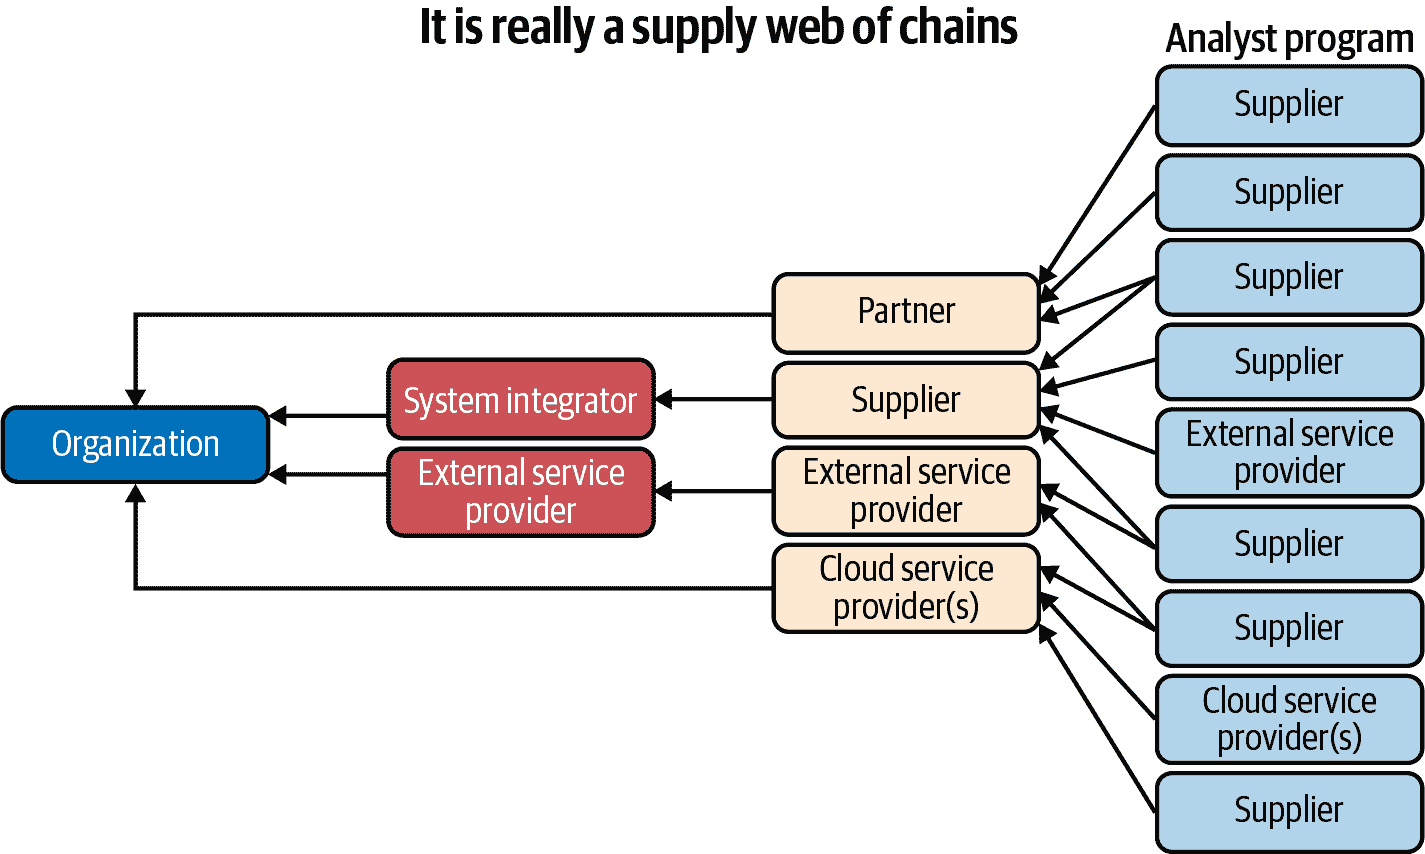 It is really a supply web of chains
Analyst program
Supplier
Supplier
Supplier
Supplier
External service
provider
Supplier
Supplier
Cloud service
provider(s)
Supplier
Partner
Supplier
External service
provider
Cloud service
provider(s)
System integrator
External service
provider
Organization